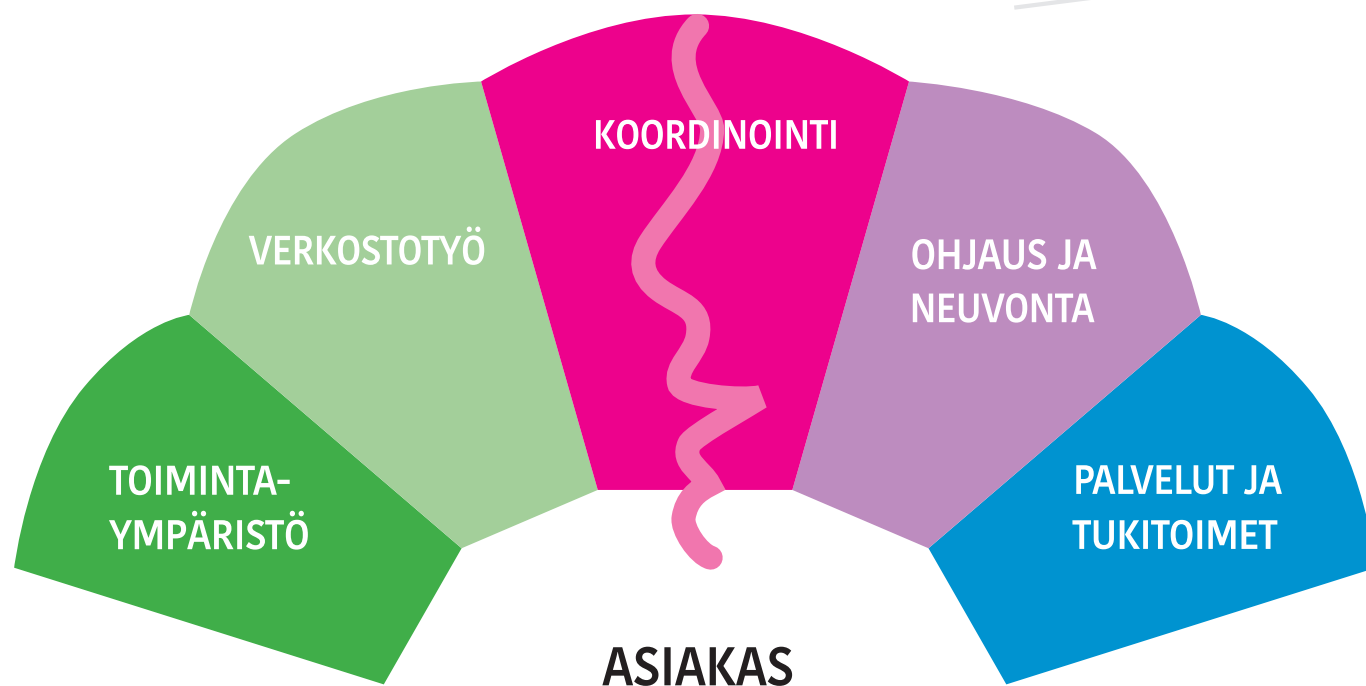 KOORDINOINTI
VERKOSTOTYÖ
OHJAUS JA
NEUVONTA
TOIMINTA-
YMPÄRISTÖ
PALVELUT JA
TUKITOIMET
ASIAKAS